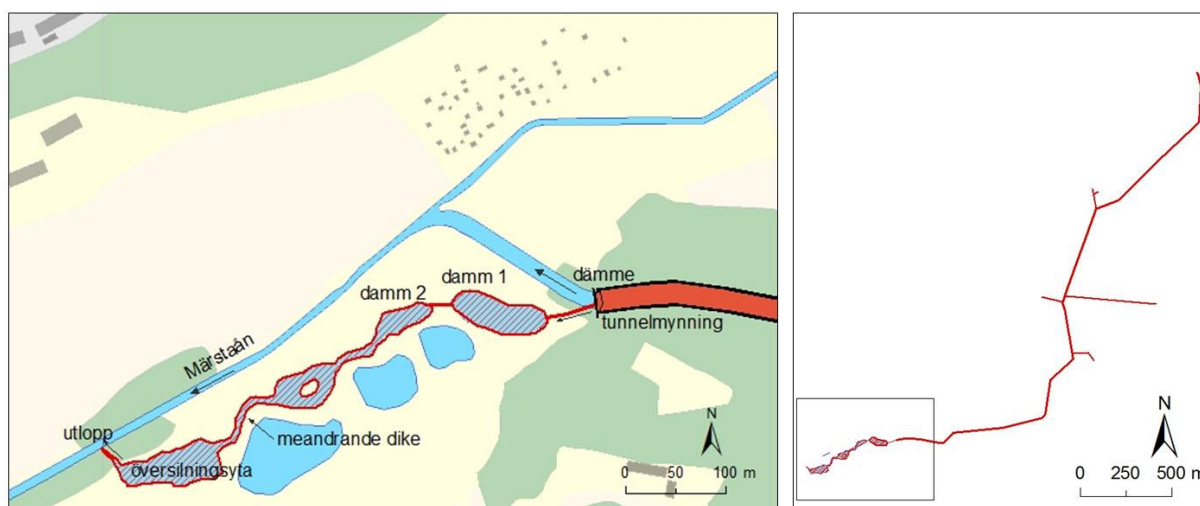 dämme
damm 1
damm 2
tunnelmynning
Märstaån
meandrande dike
utlopp
översilningsyta
N
0 50 100 m
N
0 250 500 m